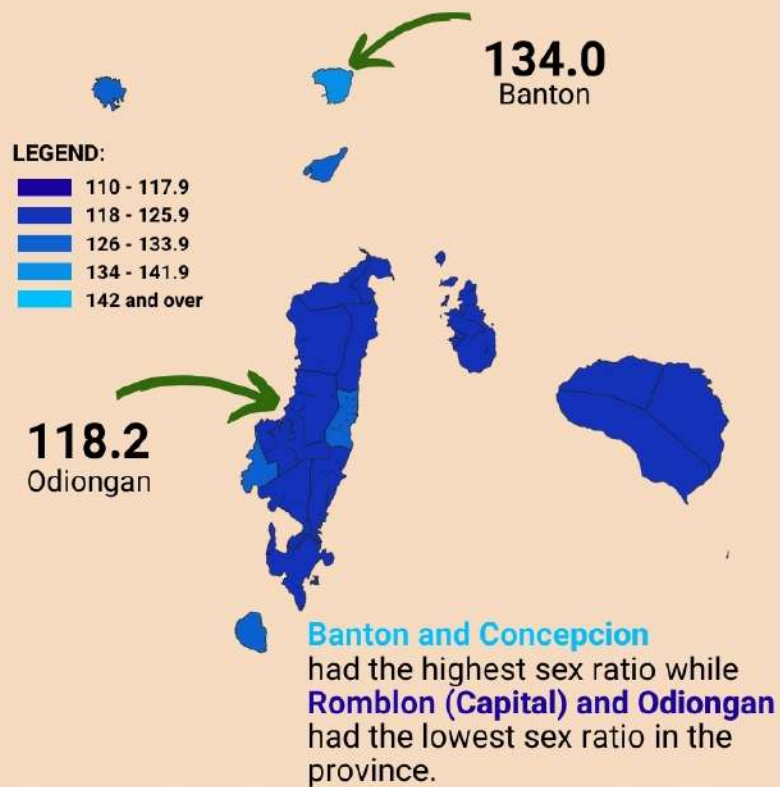 134.0
Banton
LEGEND:
110 - 117.9
118 - 125.9
126 - 133.9
134 - 141.9
142 and over
118.2
Odiongan
Banton and Concepcion
had the highest sex ratio while
Romblon (Capital) and Odiongan
had the lowest sex ratio in the
province.